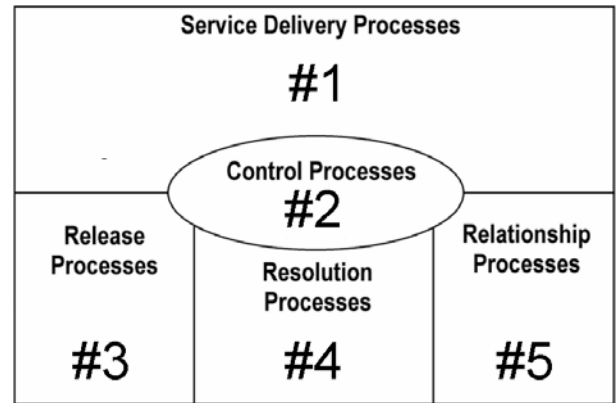 Service Delivery Processes
#1
Control Processes
#2
Release
Processes
#3
Resolution
Processes
#4
Relationship
Processes
#5